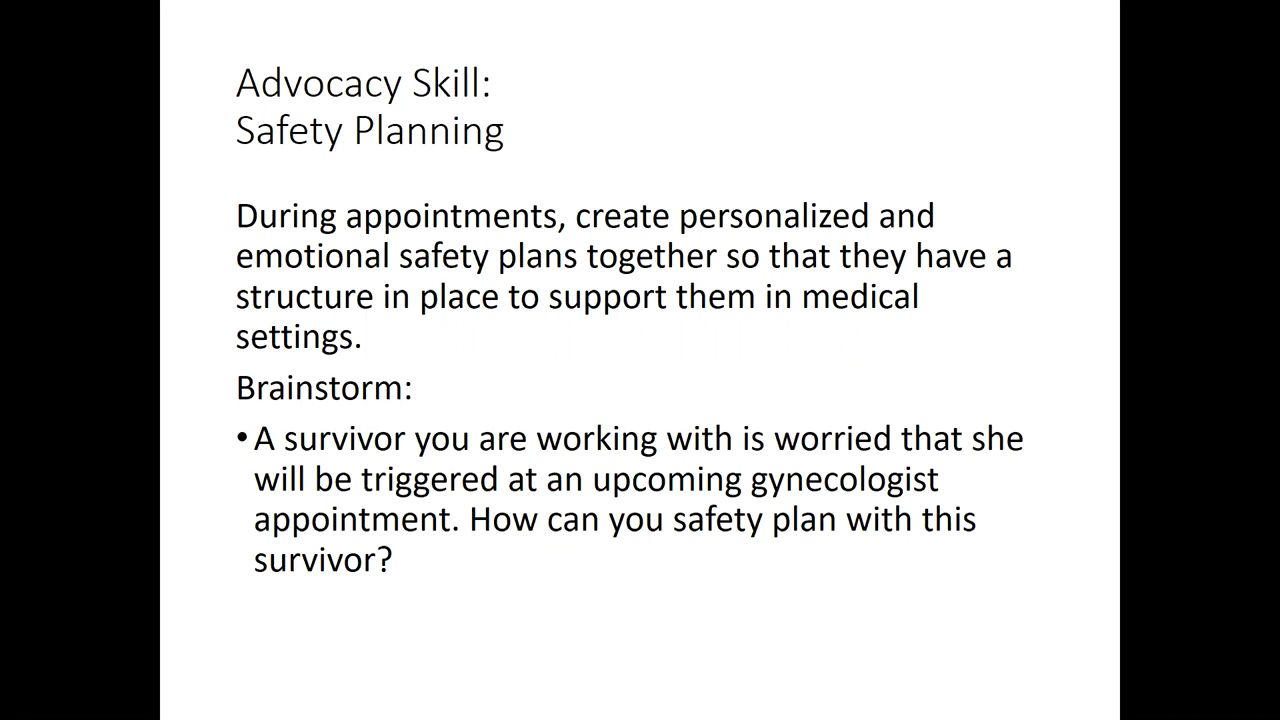 Advocacy Skill:
Safety Planning
During appointments, create personalized and
emotional safety plans together so that they have a
structure in place to support them in medical
settings.
Brainstorm:
•A survivor you are working with is worried that she
will be triggered at an upcoming gynecologist
appointment. How can you safety plan with this
survivor?